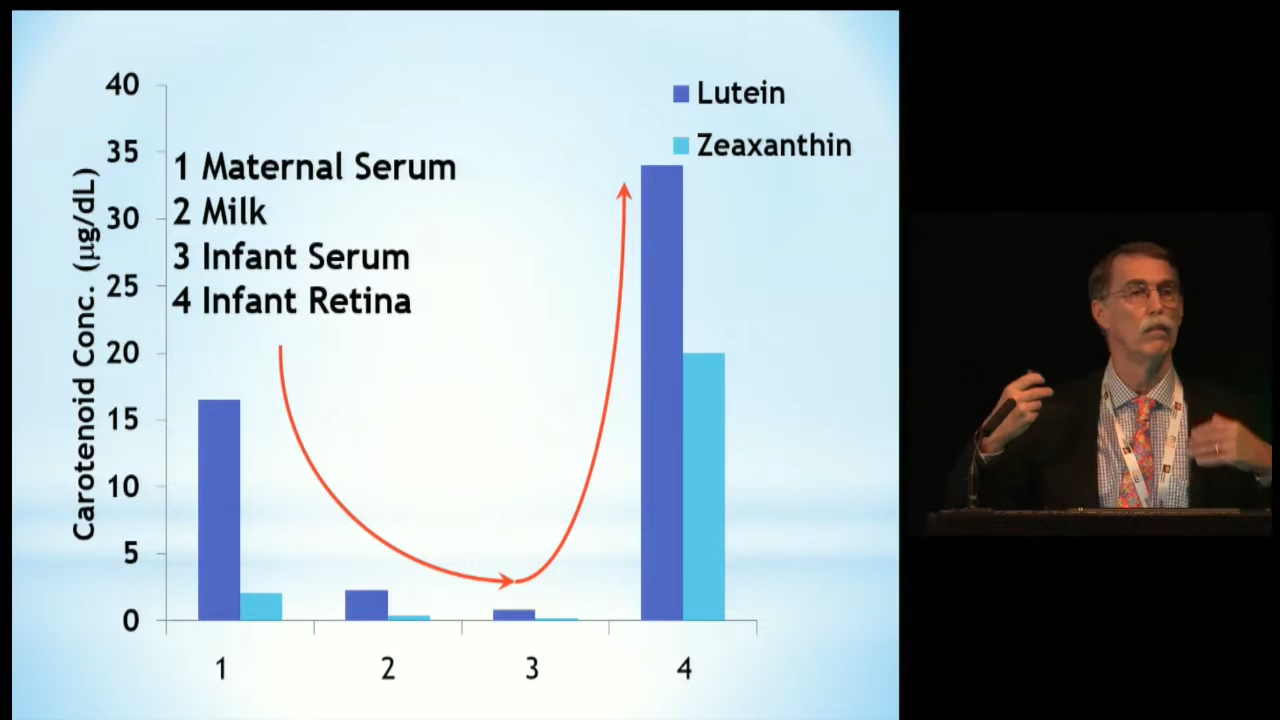 Carotenoid Conc. (µg/dL)
40
35
30
25
20
15
10
5
0
1 Maternal Serum
2 Milk
3 Infant Serum
4 Infant Retina
Lutein
Zeaxanthin
1 2 3 4